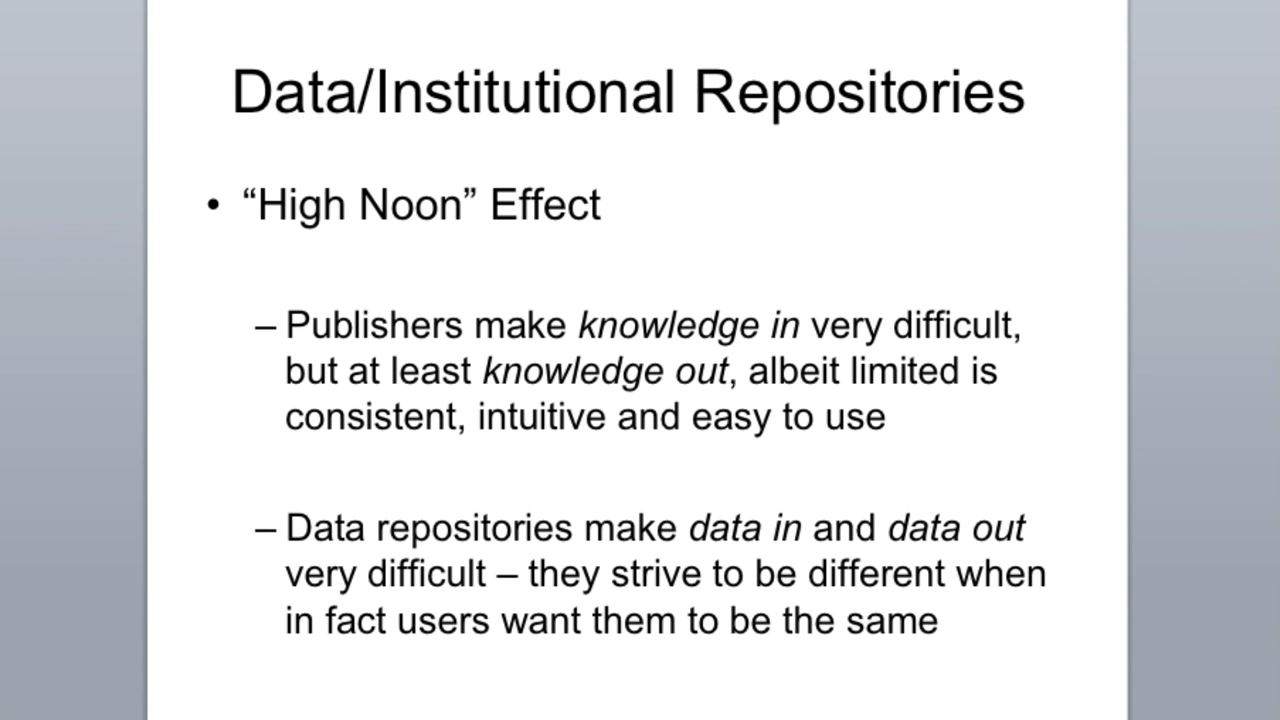 Data/Institutional Repositories
• “High Noon” Effect
– Publishers make knowledge in very difficult,
but at least knowledge out, albeit limited is
consistent, intuitive and easy to use
– Data repositories make data in and data out
very difficult – they strive to be different when
in fact users want them to be the same